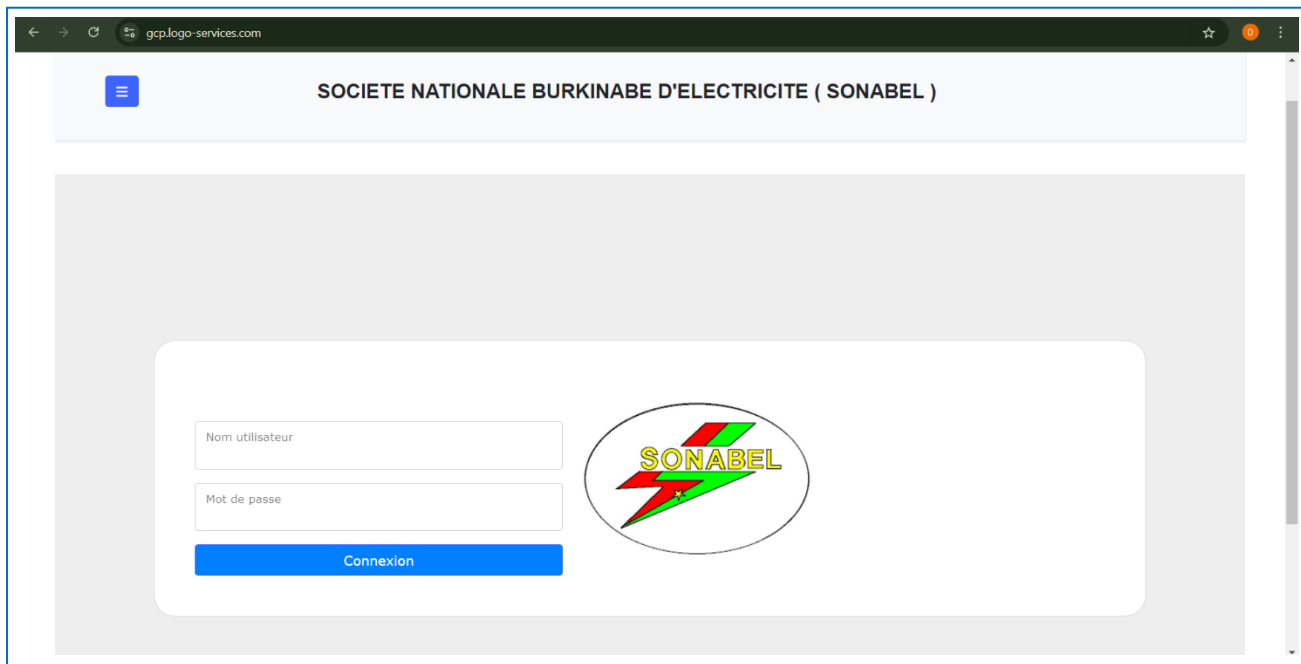 gcp.logo-services.com
D
SOCIETE NATIONALE BURKINABE D'ELECTRICITE ( SONABEL )
Nom utilisateur
SONABEL
Mot de passe
Connexion